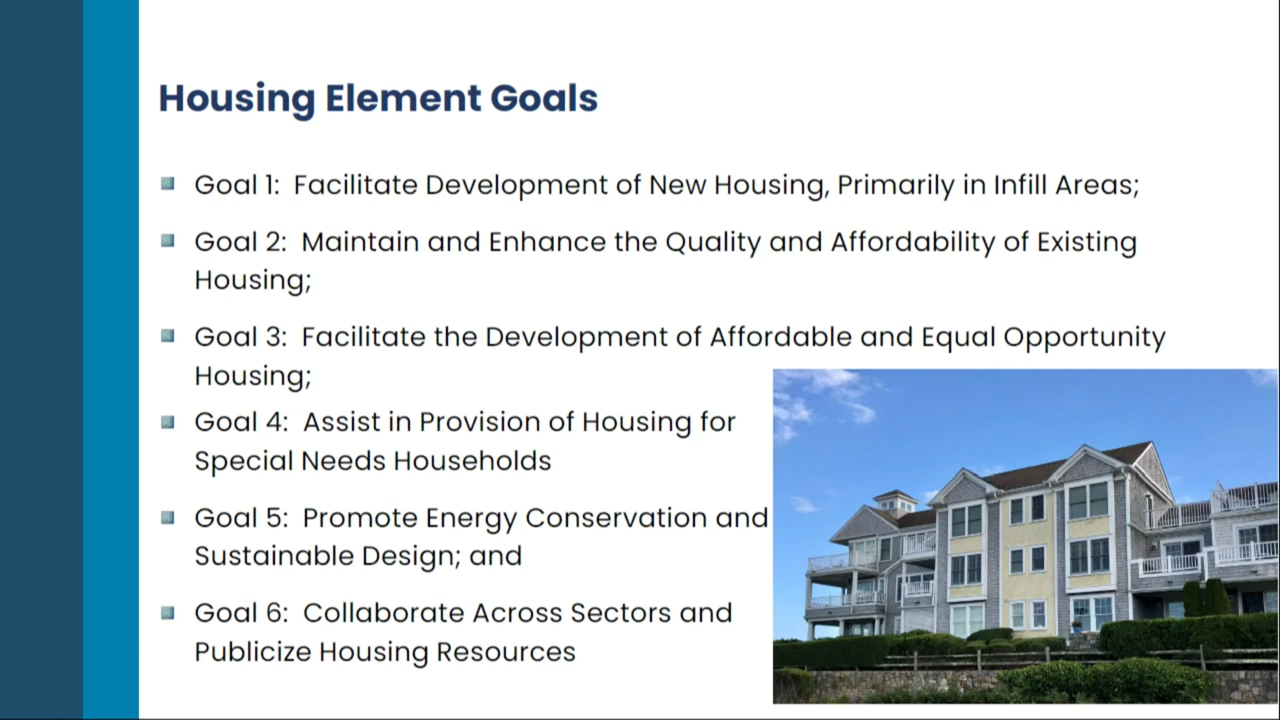 Housing Element Goals
Goal 1: Facilitate Development of New Housing, Primarily in Infill Areas;
Goal 2: Maintain and Enhance the Quality and Affordability of Existing
Housing;
Goal 3: Facilitate the Development of Affordable and Equal Opportunity
Housing;
Goal 4: Assist in Provision of Housing for
Special Needs Households
Goal 5: Promote Energy Conservation and
Sustainable Design; and
Goal 6: Collaborate Across Sectors and
Publicize Housing Resources